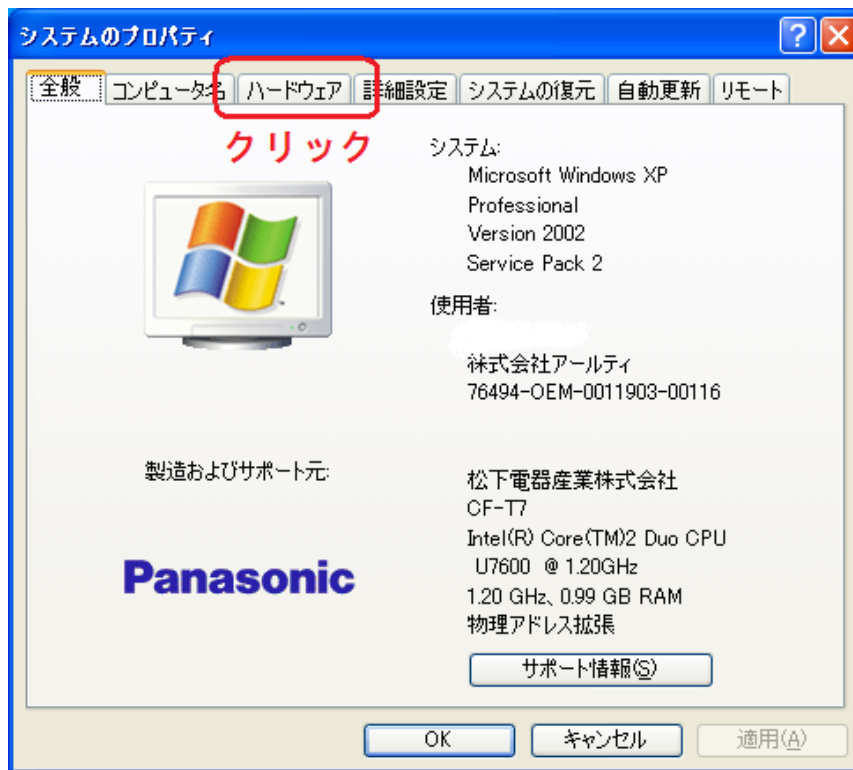 システムのプロパティ
全般 コンピュータ名 ハードウェア 詳細設定 システムの復元 自動更新 リモート
クリック
システム:
Microsoft Windows XP
Professional
Version 2002
Service Pack 2
使用者:
株式会社アールティ
76494-OEM-0011903-00116
製造およびサポート元:
松下電器産業株式会社
CF-T7
Intel(R) Core(TM)2 Duo CPU
U7600 @ 1.20GHz
1.20 GHz、0.99 GB RAM
物理アドレス拡張
Panasonic
サポート情報(S)
OK キャンセル 適用(A)